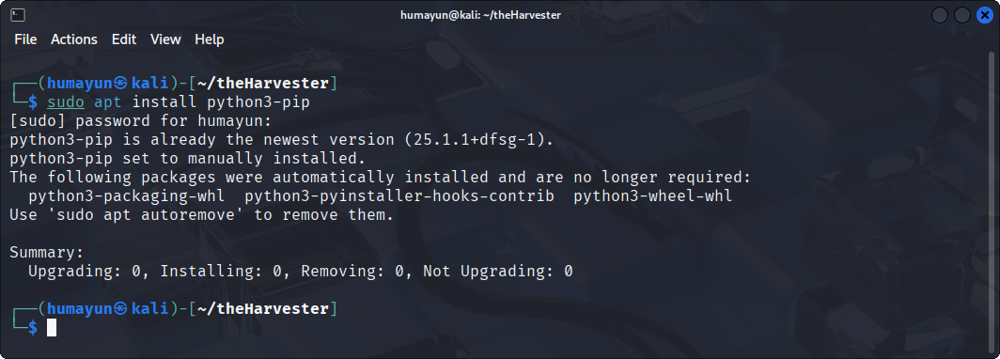 humayun@kali: ~/theHarvester
File Actions Edit View Help
┌──(humayun㉿kali)-[~/theHarvester]
└─$ sudo apt install python3-pip
[sudo] password for humayun:
python3-pip is already the newest version (25.1.1+dfsg-1).
python3-pip set to manually installed.
The following packages were automatically installed and are no longer required:
  python3-packaging-whl  python3-pyinstaller-hooks-contrib  python3-wheel-whl
Use 'sudo apt autoremove' to remove them.
Summary:
  Upgrading: 0, Installing: 0, Removing: 0, Not Upgrading: 0
┌──(humayun㉿kali)-[~/theHarvester]
└─$